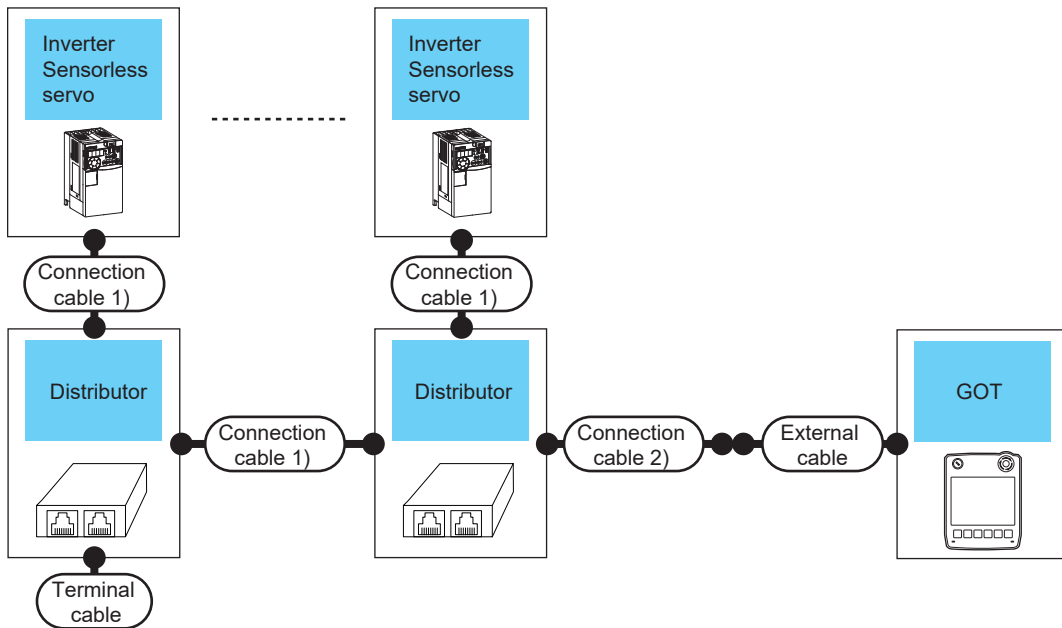 Inverter
Sensorless
servo
Inverter
Sensorless
servo
Connection
cable 1)
Connection
cable 1)
Distributor
Distributor
GOT
Connection
cable 1)
Connection
cable 2)
External
cable
Terminal
cable